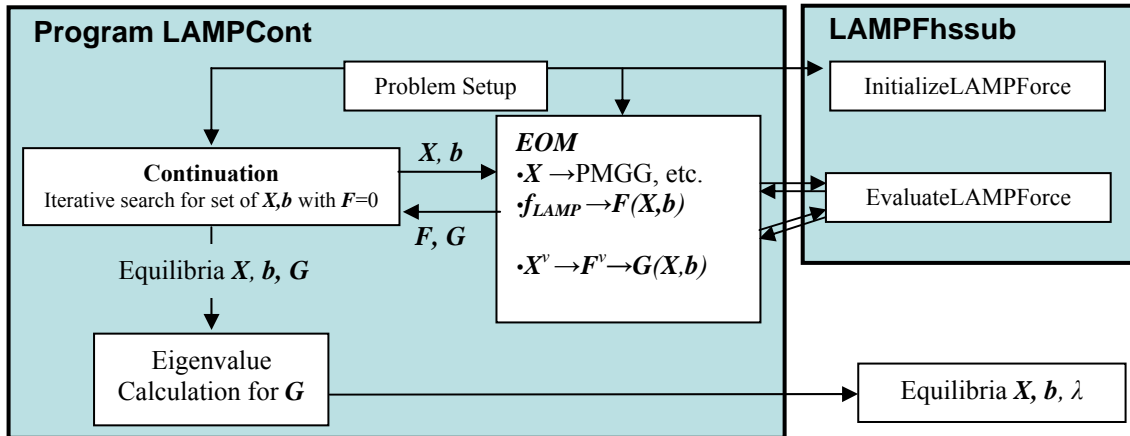 Program LAMPCont
LAMPFhssub
Problem Setup
InitializeLAMPForce
Continuation
Iterative search for set of X,b with F=0
X, b
F, G
EOM
•X →PMGG, etc.
•fLAMP →F(X,b)
•Xᵛ→Fᵛ→G(X,b)
EvaluateLAMPForce
Equilibria X, b, G
Eigenvalue
Calculation for G
Equilibria X, b, λ